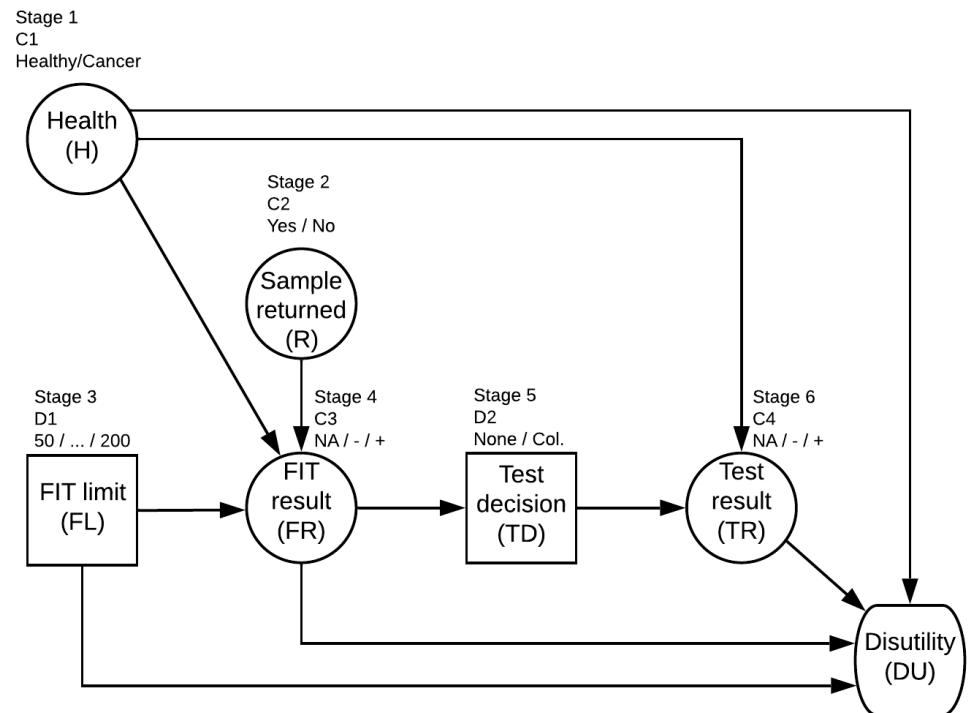 Stage 1
C1
Healthy/Cancer
Health
(H)
Stage 2
C2
Yes / No
Sample
returned
(R)
Stage 3
D1
50 / ... / 200
FIT limit
(FL)
Stage 4
C3
NA / - / +
FIT
result
(FR)
Stage 5
D2
None / Col.
Test
decision
(TD)
Stage 6
C4
NA / - / +
Test
result
(TR)
Disutility
(DU)